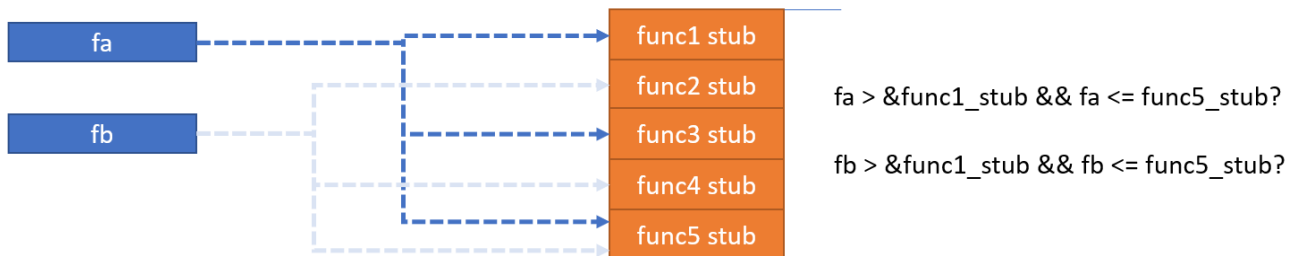 fa
func1 stub
func2 stub
fa > &func1_stub && fa <= func5_stub?
fb
func3 stub
fb > &func1_stub && fb <= func5_stub?
func4 stub
func5 stub